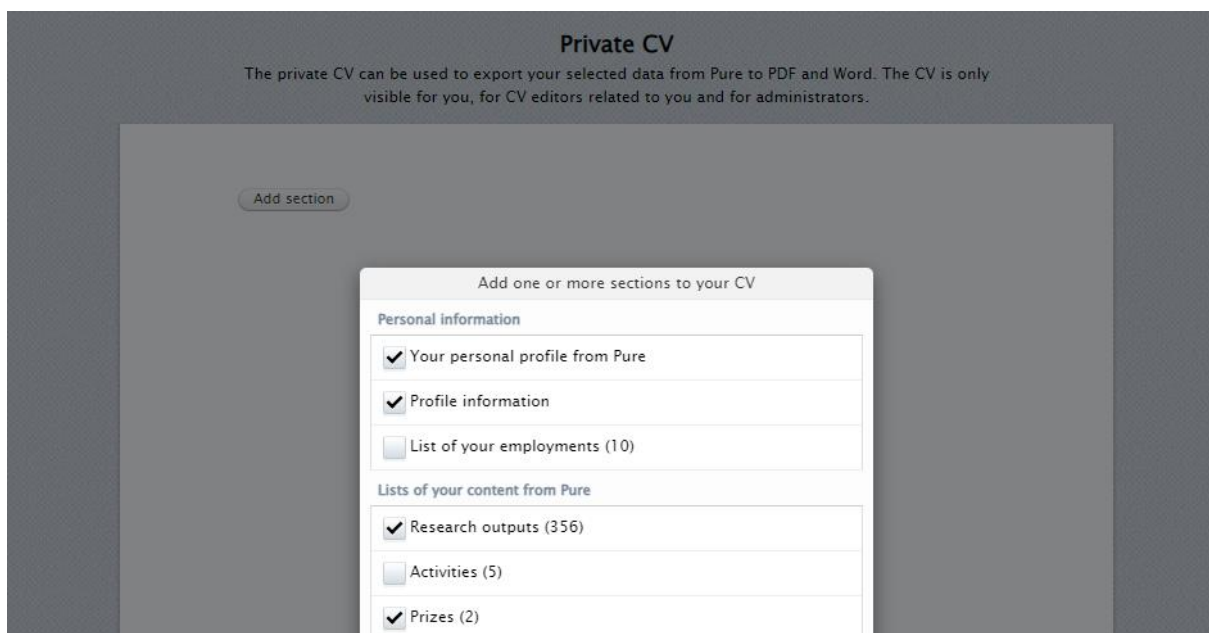 Private CV
The private CV can be used to export your selected data from Pure to PDF and Word. The CV is only
visible for you, for CV editors related to you and for administrators.
Add section
Add one or more sections to your CV
Personal information
Your personal profile from Pure
Profile information
List of your employments (10)
Lists of your content from Pure
Research outputs (356)
Activities (5)
Prizes (2)